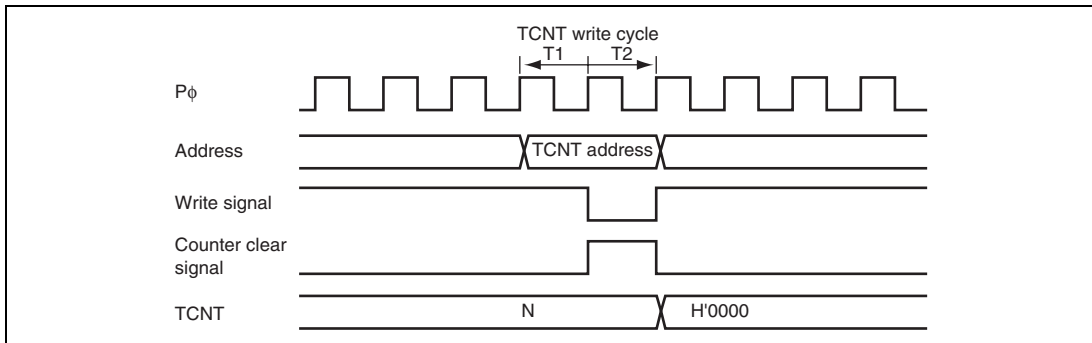 TCNT write cycle
T1 T2
Pϕ
Address
TCNT address
Write signal
Counter clear
signal
TCNT
N
H'0000